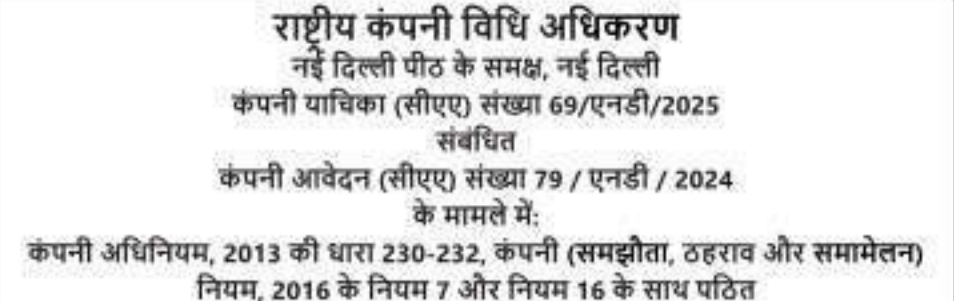 राष्ट्रीय कंपनी विधि अधिकरण
नई दिल्ली पीठ के समक्ष, नई दिल्ली
कंपनी याचिका (सीएए) संख्या 69/एनडी/2025
संबंधित
कंपनी आवेदन (सीएए) संख्या 79 / एनडी / 2024
के मामले में:
कंपनी अधिनियम, 2013 की धारा 230-232, कंपनी (समझौता, ठहराव और समामेलन)
नियम, 2016 के नियम 7 और नियम 16 के साथ पठित